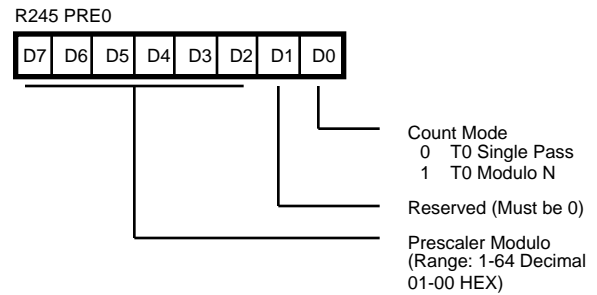 R245 PRE0
D7 D6 D5 D4 D3 D2 D1 D0
Count Mode
0 T0 Single Pass
1 T0 Modulo N
Reserved (Must be 0)
Prescaler Modulo
(Range: 1-64 Decimal
01-00 HEX)